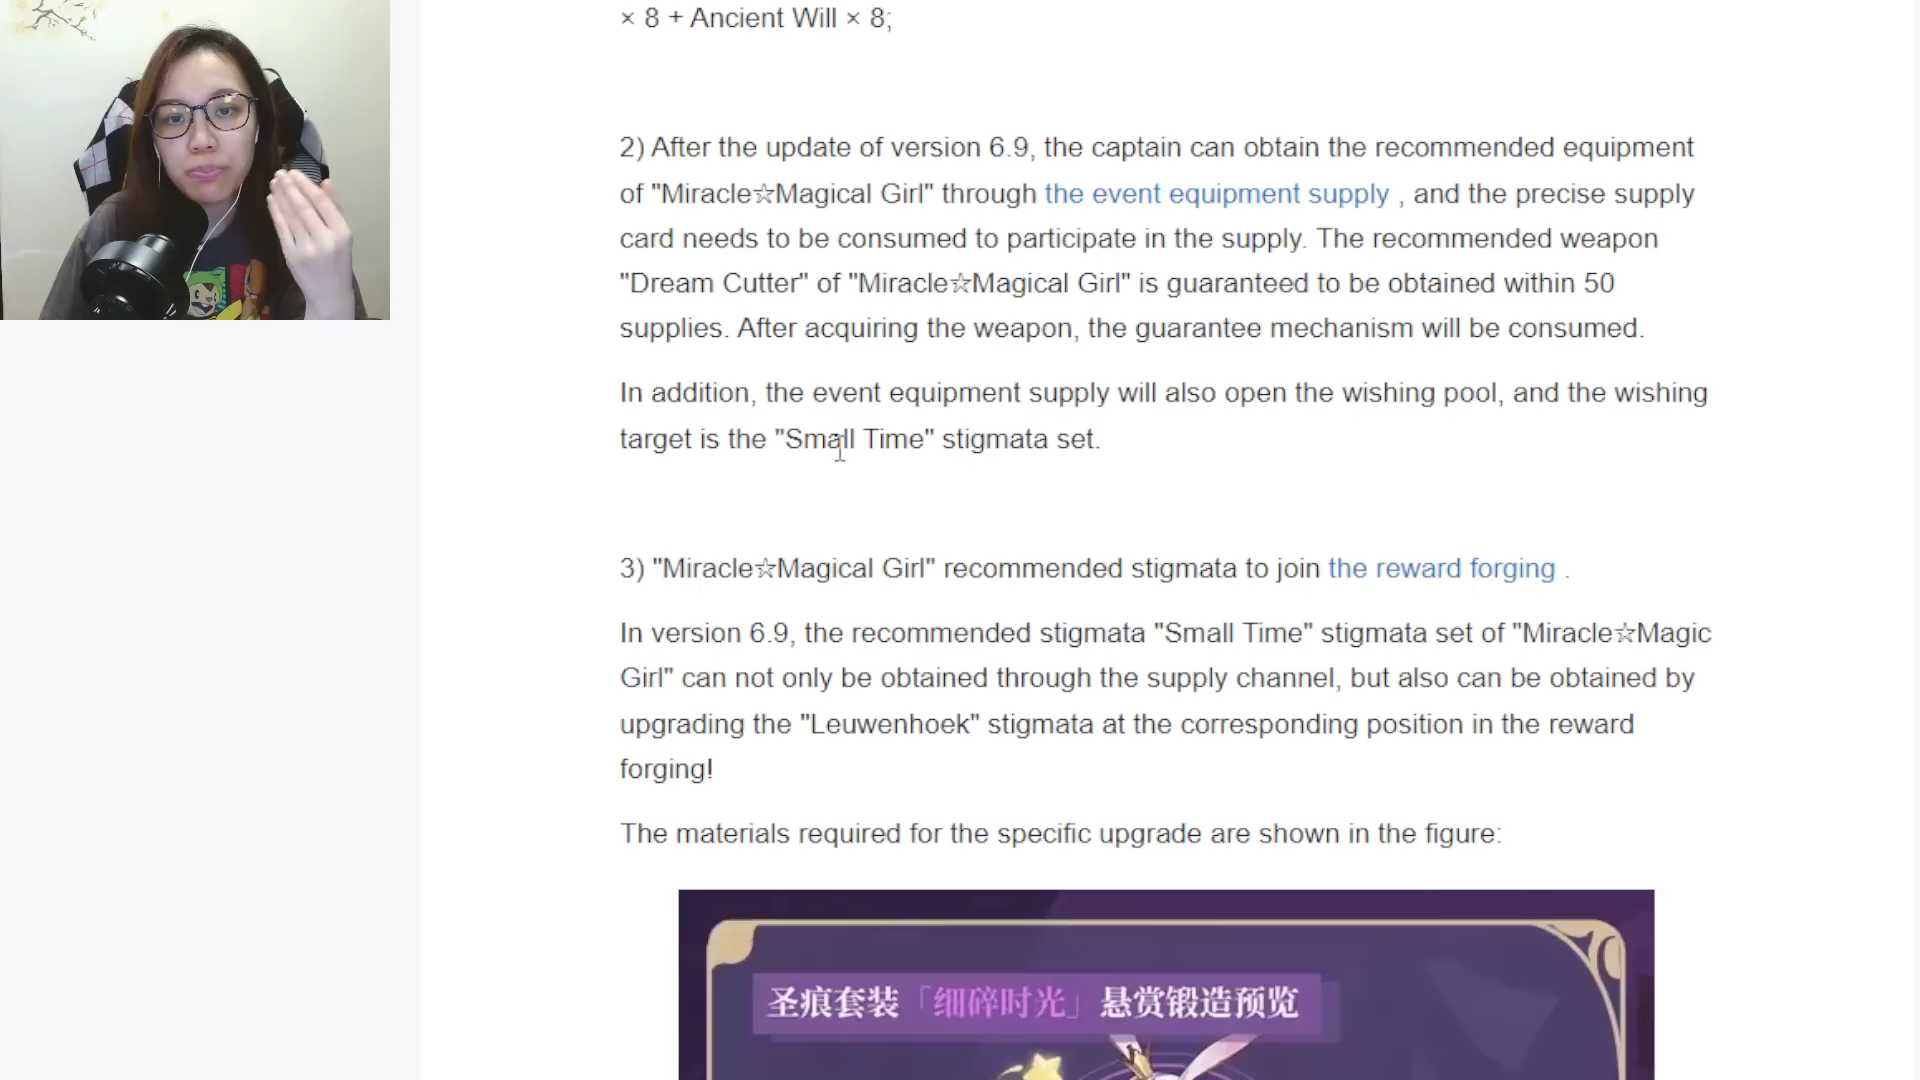 × 8 + Ancient Will × 8;
2) After the update of version 6.9, the captain can obtain the recommended equipment
of "Miracle☆Magical Girl" through the event equipment supply , and the precise supply
card needs to be consumed to participate in the supply. The recommended weapon
"Dream Cutter" of "Miracle☆Magical Girl" is guaranteed to be obtained within 50
supplies. After acquiring the weapon, the guarantee mechanism will be consumed.
In addition, the event equipment supply will also open the wishing pool, and the wishing
target is the "Small Time" stigmata set.
3) "Miracle☆Magical Girl" recommended stigmata to join the reward forging .
In version 6.9, the recommended stigmata "Small Time" stigmata set of "Miracle☆Magic
Girl" can not only be obtained through the supply channel, but also can be obtained by
upgrading the "Leuwenhoek" stigmata at the corresponding position in the reward
forging!
The materials required for the specific upgrade are shown in the figure:
圣痕套装「细碎时光」悬赏锻造预览